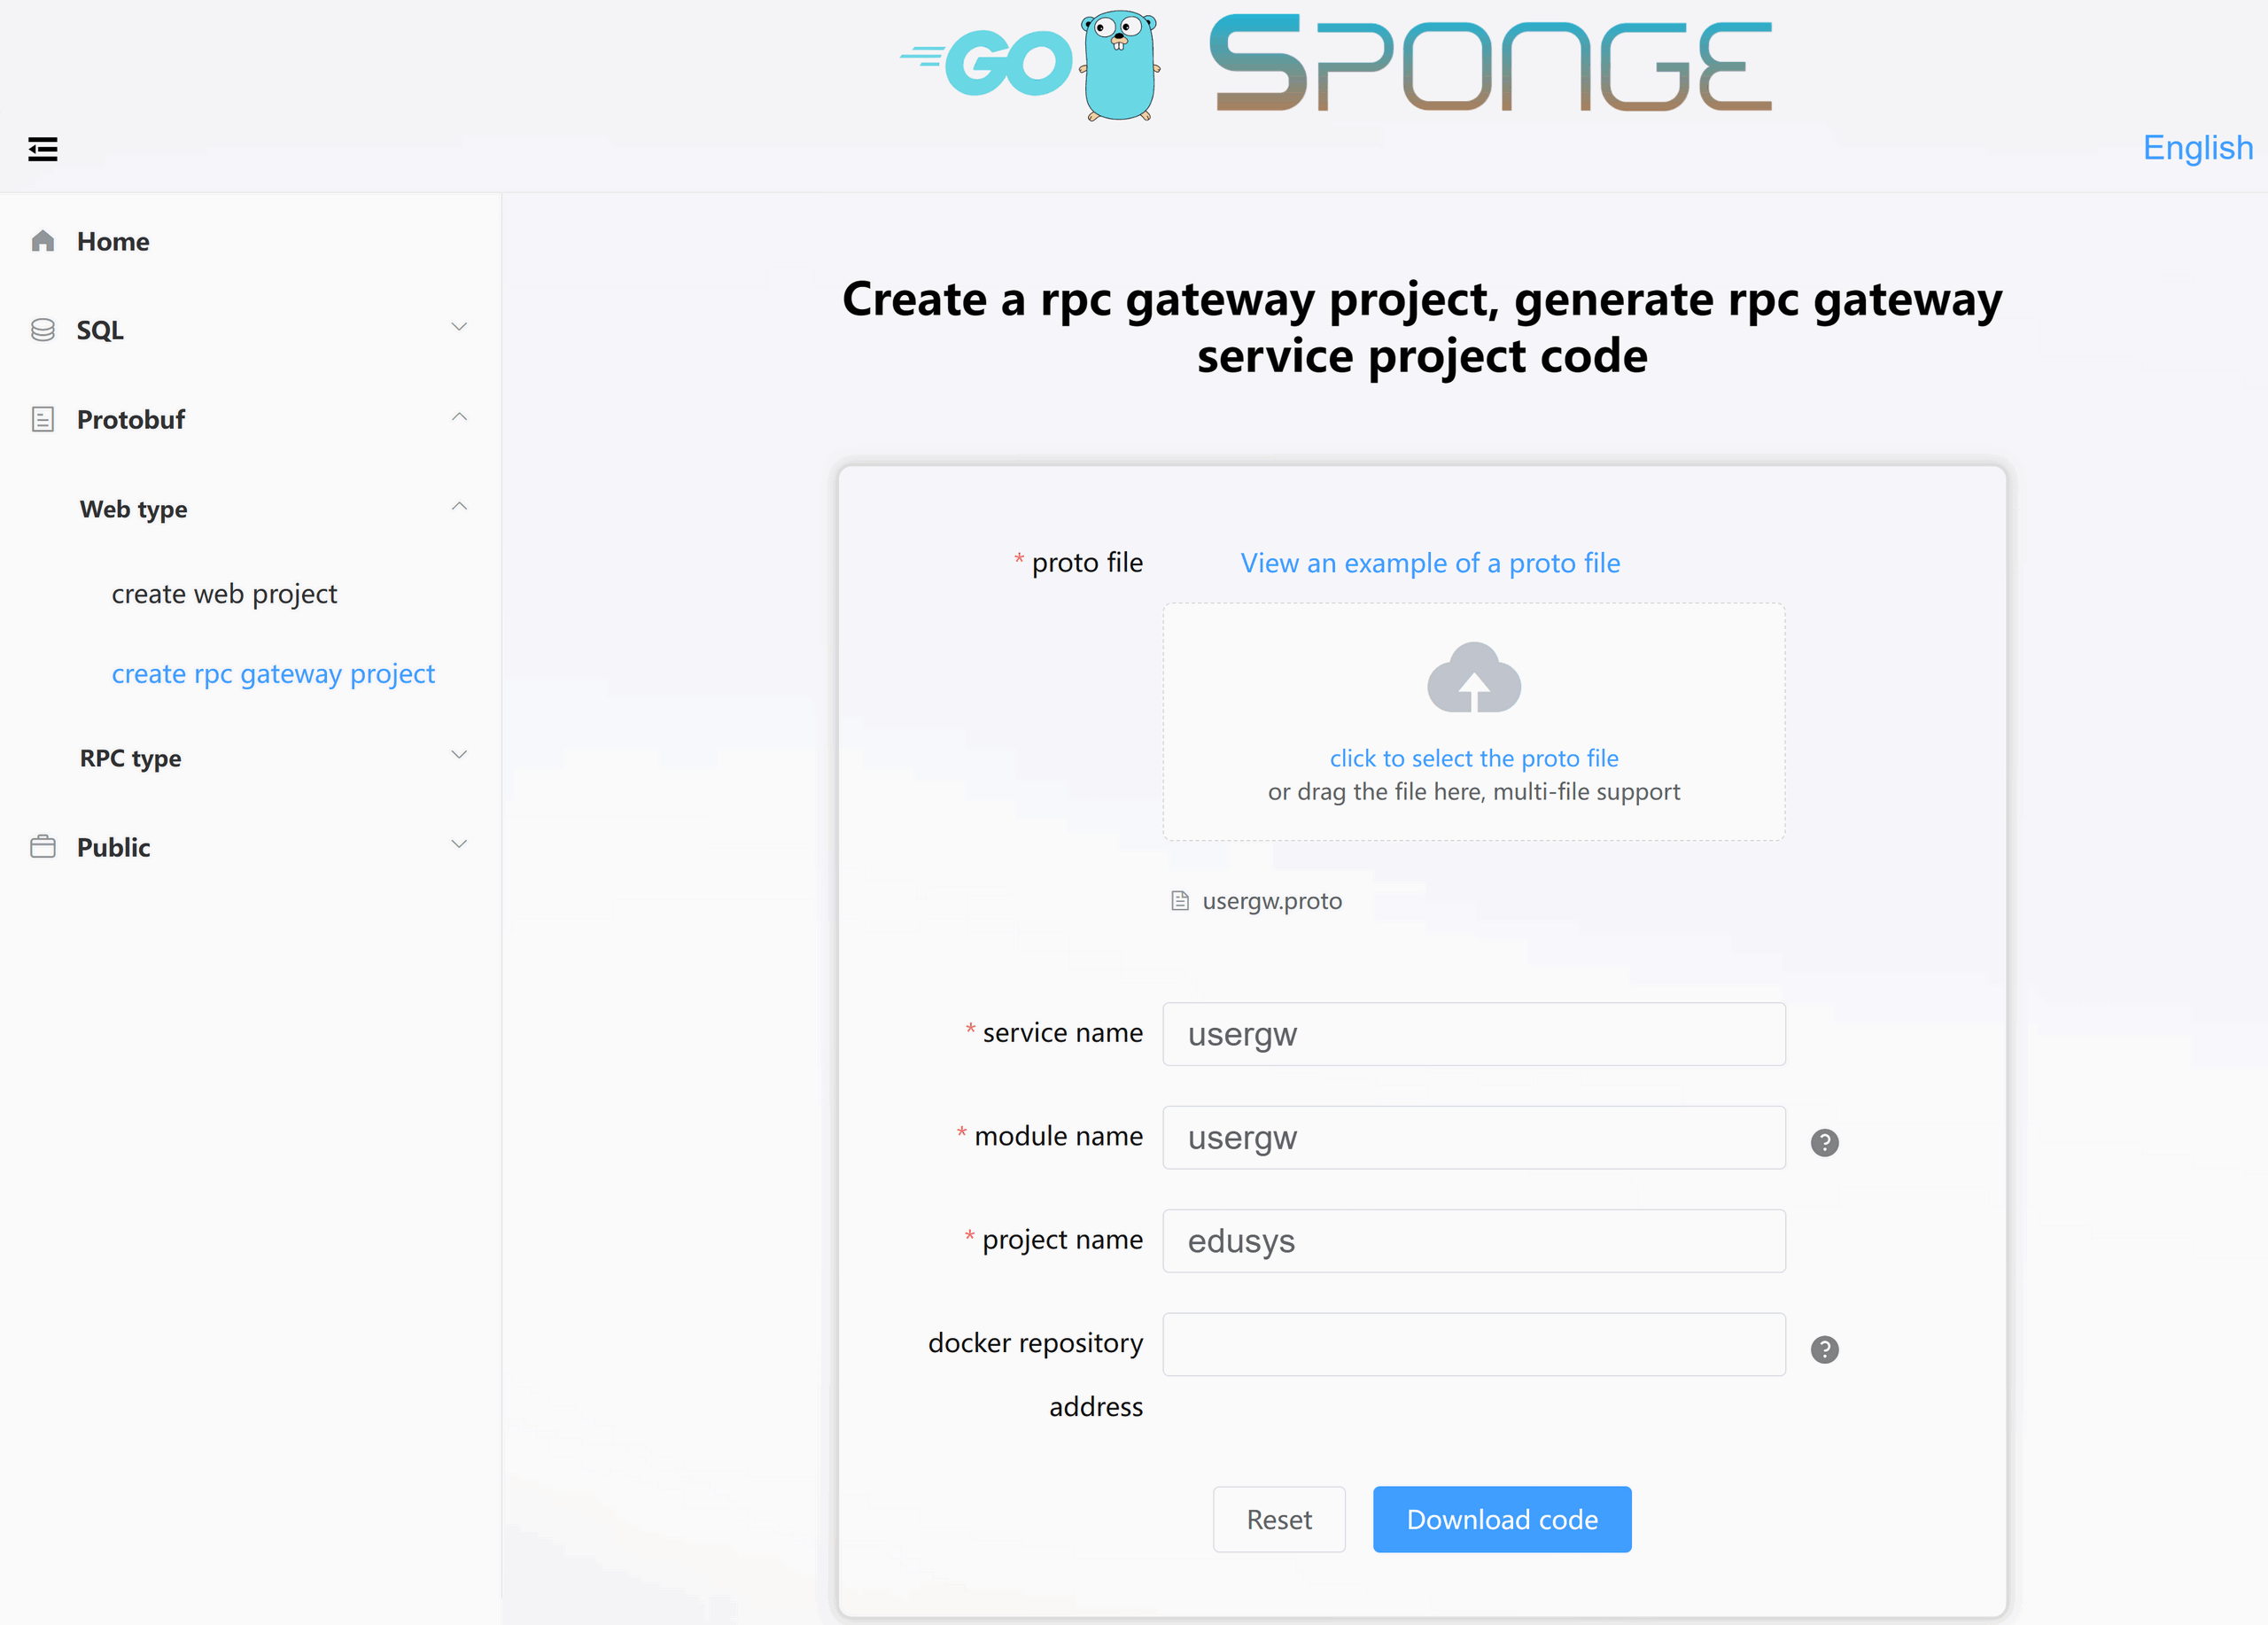 GO SPONGE
English
Home
SQL
Protobuf
Web type
create web project
create rpc gateway project
RPC type
Public
Create a rpc gateway project, generate rpc gateway
service project code
* proto file
View an example of a proto file
click to select the proto file
or drag the file here, multi-file support
usergw.proto
* service name
usergw
* module name
usergw
?
* project name
edusys
docker repository
address
?
Reset
Download code